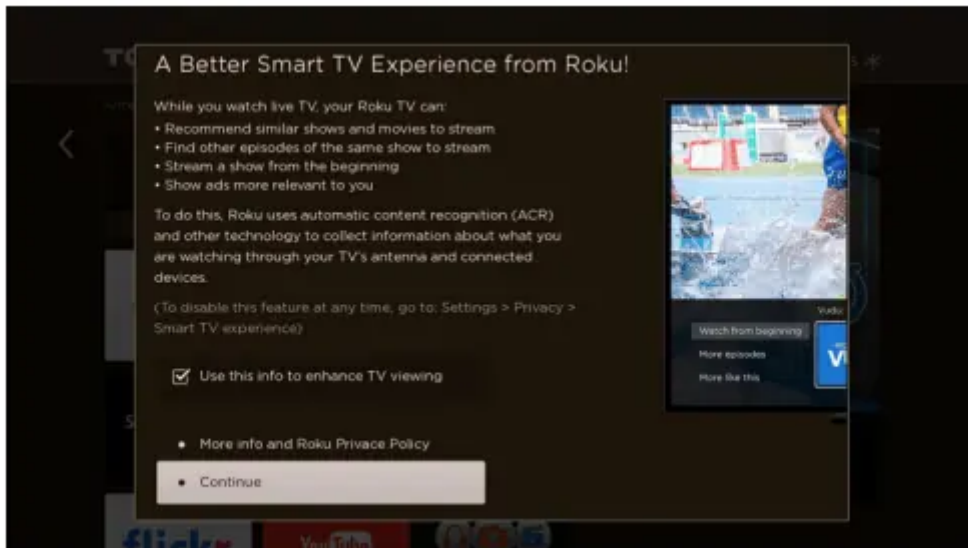 TC
A Better Smart TV Experience from Roku!
While you watch live TV, your Roku TV can:
• Recommend similar shows and movies to stream
• Find other episodes of the same show to stream
• Stream a show from the beginning
• Show ads more relevant to you
To do this, Roku uses automatic content recognition (ACR)
and other technology to collect information about what you
are watching through your TV's antenna and connected
devices.
(To disable this feature at any time, go to: Settings > Privacy >
Smart TV experience)
Use this info to enhance TV viewing
• More info and Roku Privace Policy
• Continue
Vudu:
Watch from beginning
More episodes
More like this
flickr
YouTube